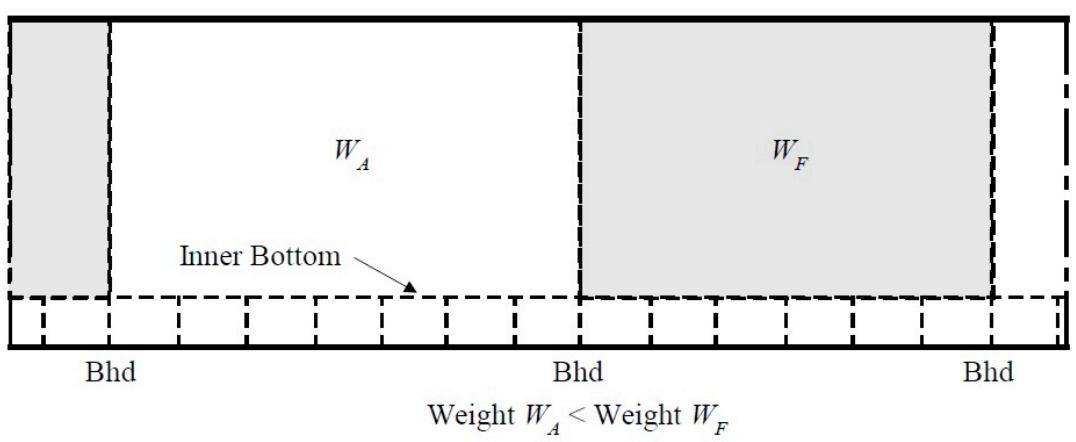 W_A W_F
Inner Bottom
Bhd Bhd Bhd
Weight W_A < Weight W_F